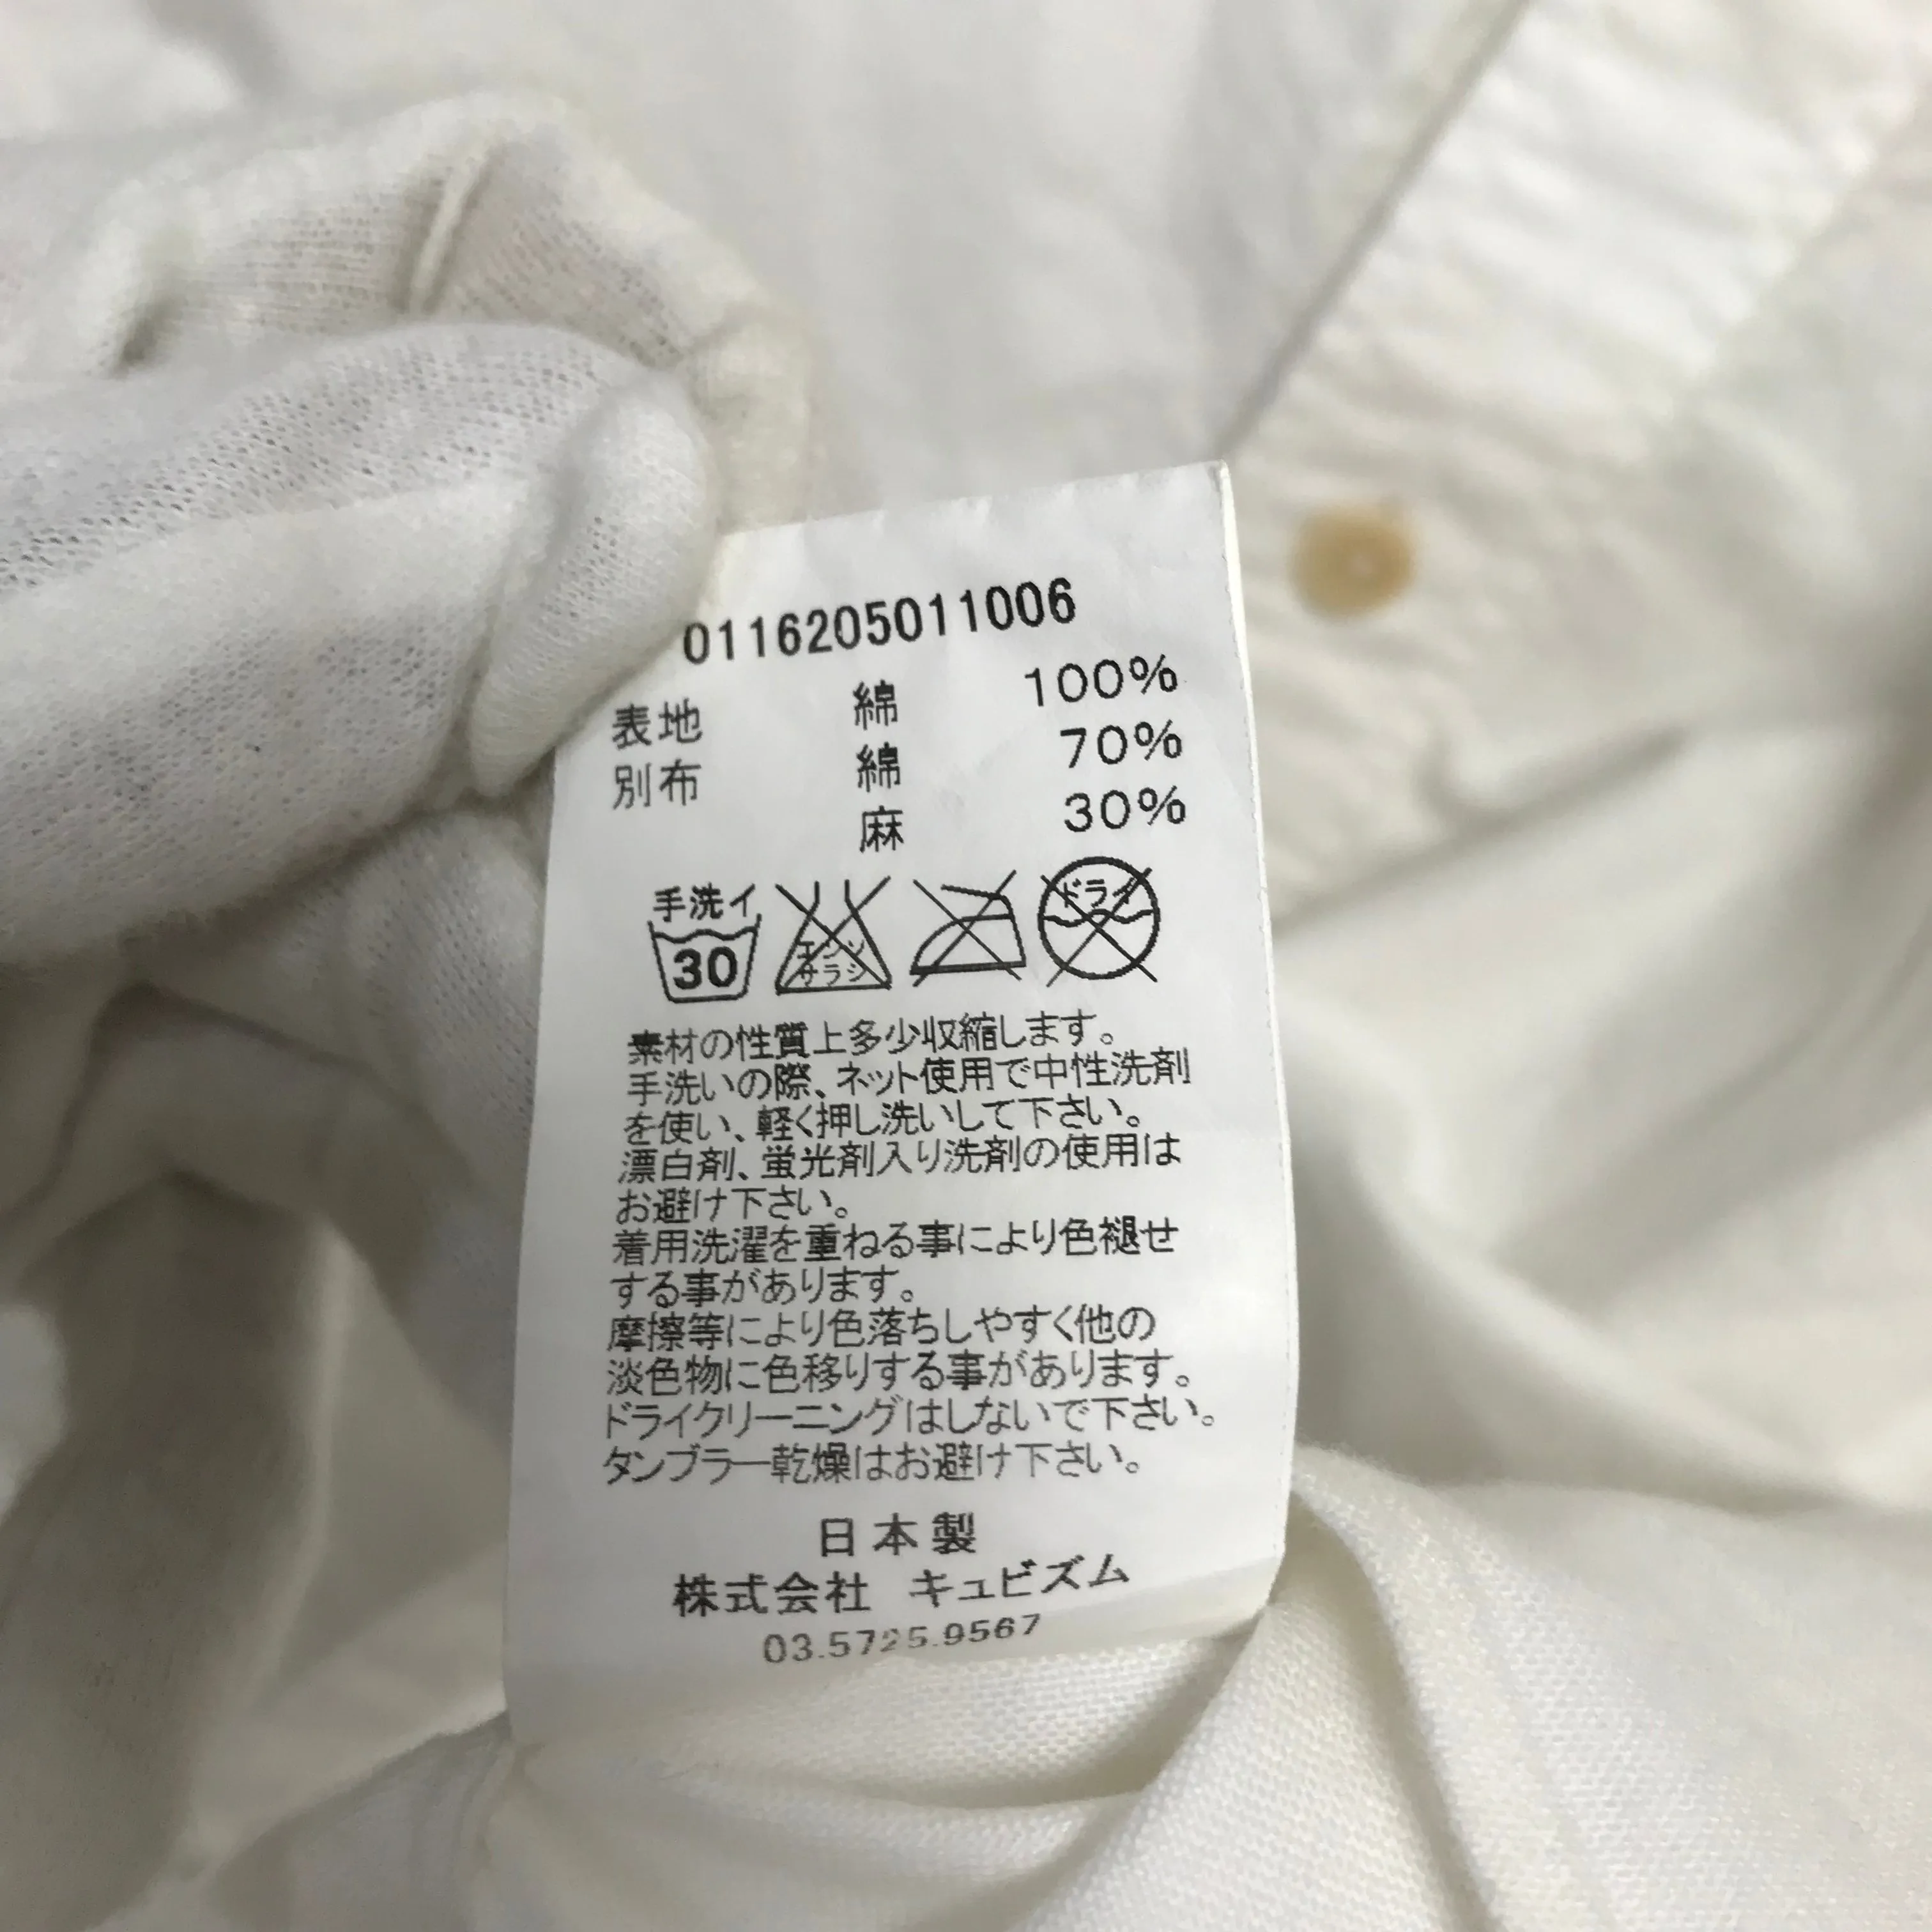 0116205011006
表地 綿 100%
別布 綿 70%
麻 30%
手洗イ
30
エンソ
サラシ
ドライ
素材の性質上多少収縮します。
手洗いの際、ネット使用で中性洗剤
を使い、軽く押し洗いして下さい。
漂白剤、蛍光剤入り洗剤の使用は
お避け下さい。
着用洗濯を重ねる事により色褪せ
する事があります。
摩擦等により色落ちしやすく他の
淡色物に色移りする事があります。
ドライクリーニングはしないで下さい。
タンブラー乾燥はお避け下さい。
日本製
株式会社 キュビズム
03.5725.9567